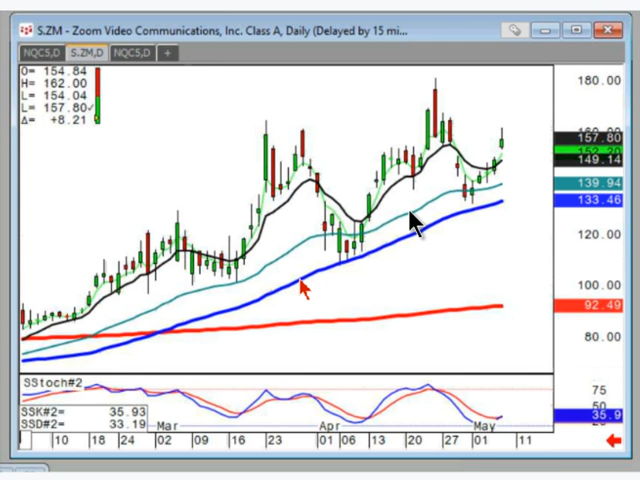 S.ZM - Zoom Video Communications, Inc. Class A, Daily (Delayed by 15 mi...
NQC5,D S.ZM,D NQC5,D +
O= 154.84
H= 162.00
L= 154.04
L= 157.80✓
Δ= +8.21
180.00
157.80
152.20
149.14
139.94
133.46
120.00
100.00
92.49
80.00
SStoch#2
75
50
SSK#2= 35.93
SSD#2= 33.19
35.9
Mar Apr May
10 18 24 02 09 16 23 01 06 13 20 27 01 11